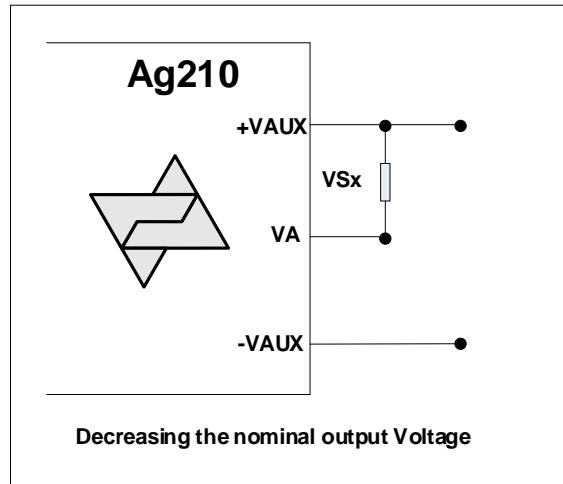 Ag210
+VAUX
VSx
VA
-VAUX
Decreasing the nominal output Voltage